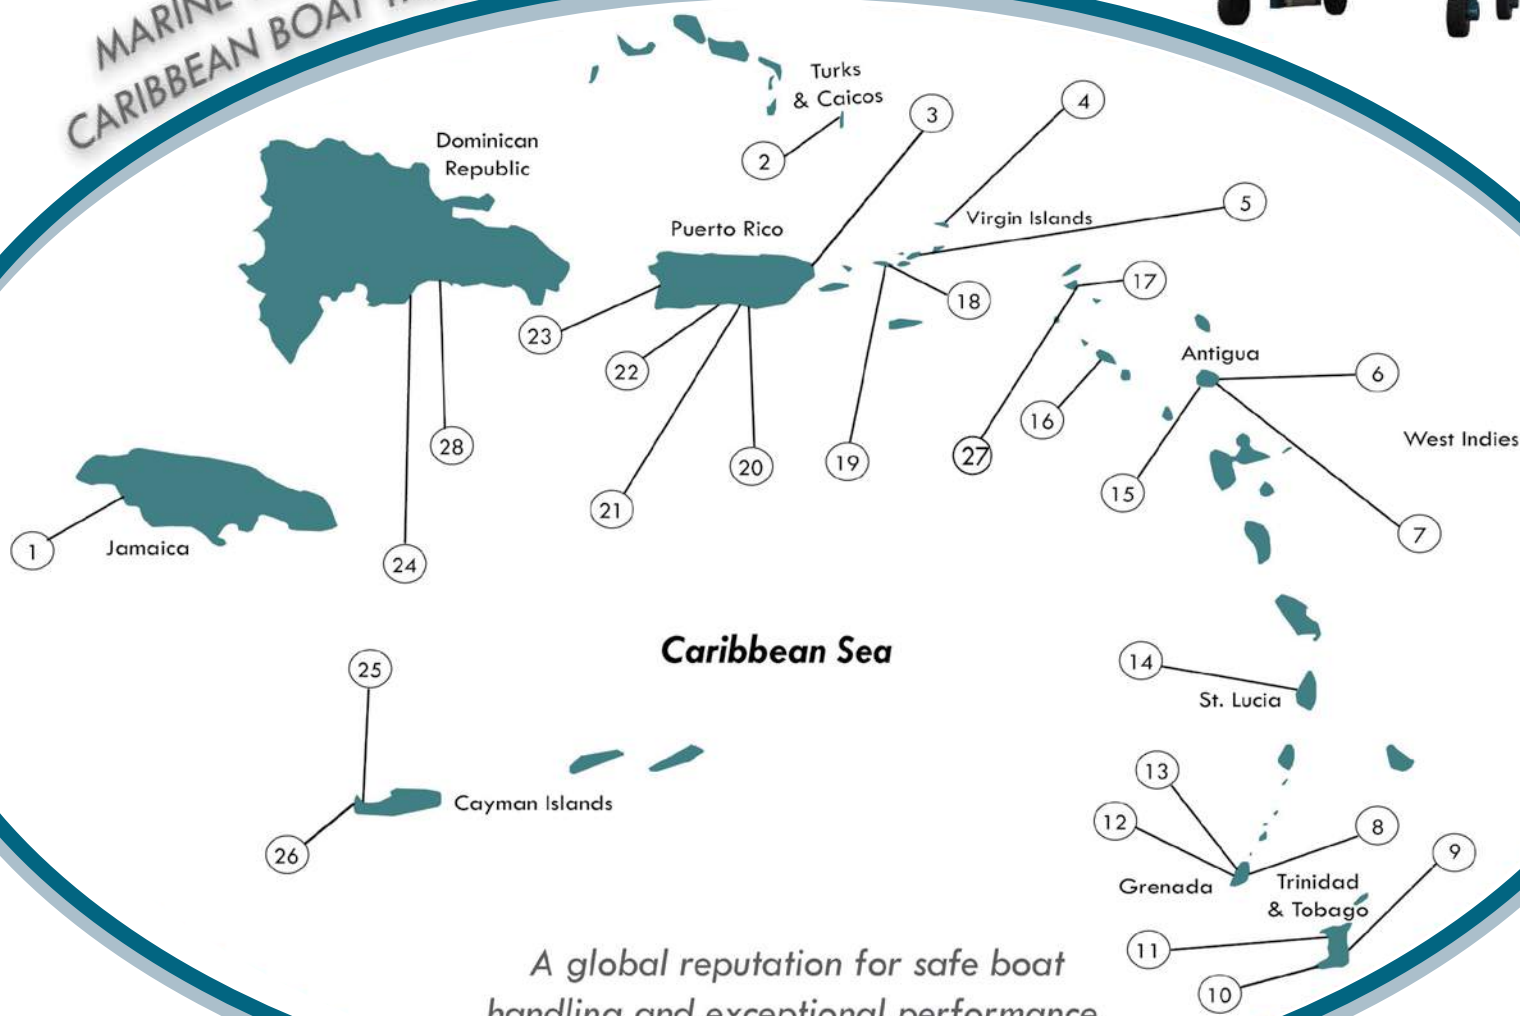 MARINE
CARIBBEAN BOAT
Turks
& Caicos
3
4
Dominican
Republic
2
5
Virgin Islands
Puerto Rico
17
18
23
Antigua
22
6
16
West Indies
28
27
19
20
15
21
7
1
Jamaica
24
Caribbean Sea
25
14
St. Lucia
13
Cayman Islands
12
8
26
9
Grenada
Trinidad
& Tobago
11
10
A global reputation for safe boat
handling and exceptional performance